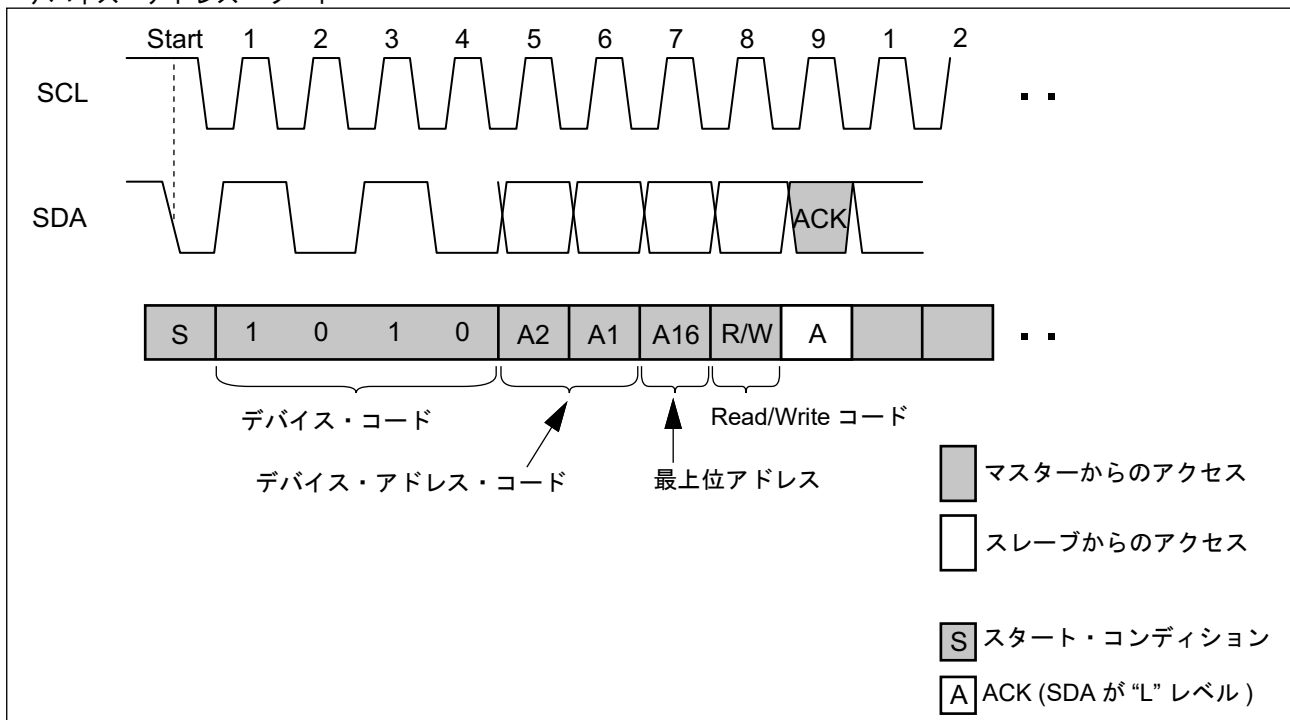 Start 1 2 3 4 5 6 7 8 9 1 2
SCL
SDA
ACK
S 1 0 1 0 A2 A1 A16 R/W A
デバイス・コード
Read/Write コード
デバイス・アドレス・コード
最上位アドレス
マスターからのアクセス
スレーブからのアクセス
S スタート・コンディション
A ACK (SDA が “L” レベル )